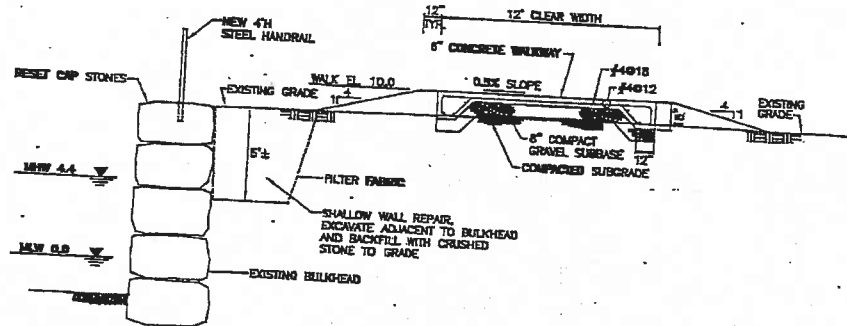 NEW 4'H
STEEL HANDRAIL
RESET CAP STONES
EXISTING GRADE
WALK EL 10.0
4
1
12"
TYP.
12' CLEAR WIDTH
6" CONCRETE WALKWAY
0.5% SLOPE
#4@18
#4@12
4
1
EXISTING
GRADE
12"
8" COMPACT
GRAVEL SUBBASE
COMPACTED SUBGRADE
5'±
FILTER FABRIC
MHW 4.4
SHALLOW WALL REPAIR,
EXCAVATE ADJACENT TO BULKHEAD
AND BACKFILL WITH CRUSHED
STONE TO GRADE
MLW 0.0
EXISTING BULKHEAD